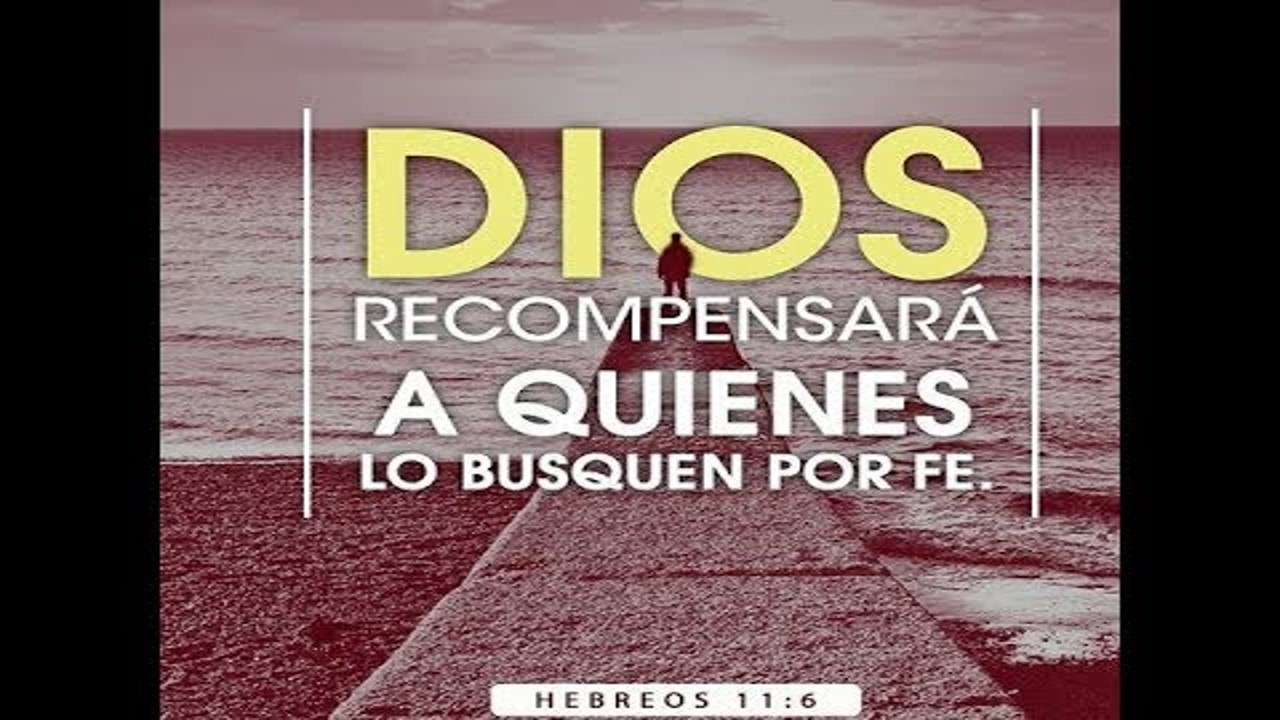 DIOS
RECOMPENSARÁ
A QUIENES
LO BUSQUEN POR FE.
HEBREOS 11:6